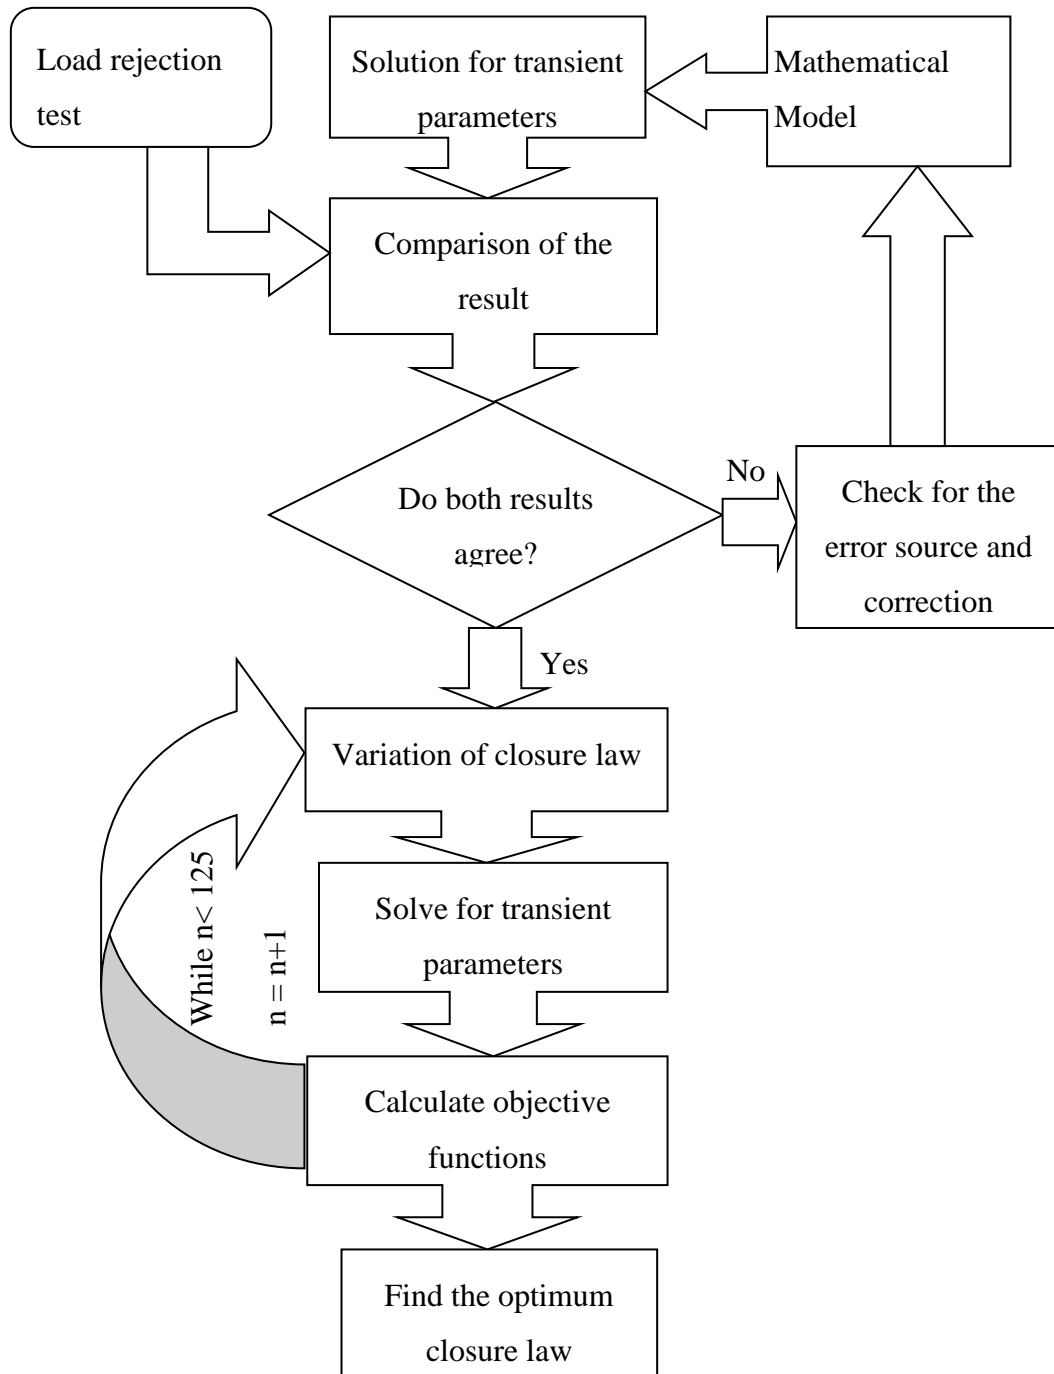 Load rejection
test
Solution for transient
parameters
Mathematical
Model
Comparison of the
result
Do both results
agree?
No
Check for the
error source and
correction
Yes
Variation of closure law
While n< 125
n = n+1
Solve for transient
parameters
Calculate objective
functions
Find the optimum
closure law